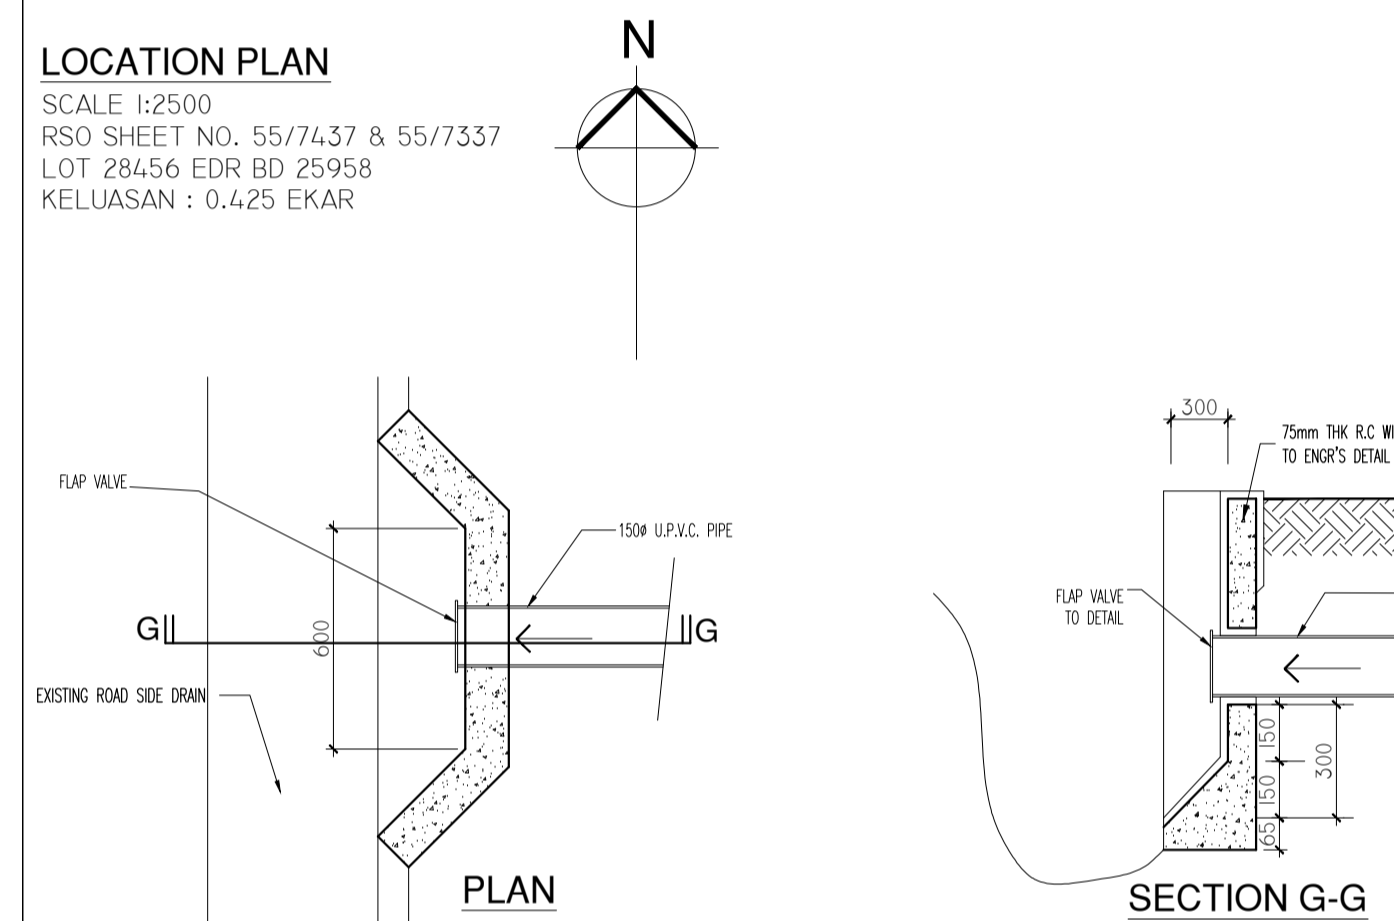 LOCATION PLAN
SCALE 1:2500
RSO SHEET NO. 55/7437 & 55/7337
LOT 28456 EDR BD 25958
KELUASAN : 0.425 EKAR
N
FLAP VALVE
150ø U.P.V.C. PIPE
G
G
600
EXISTING ROAD SIDE DRAIN
PLAN
300
75mm THK R.C
TO ENGR'S DETAIL
FLAP VALVE
TO DETAIL
150
300
150
65
SECTION G-G